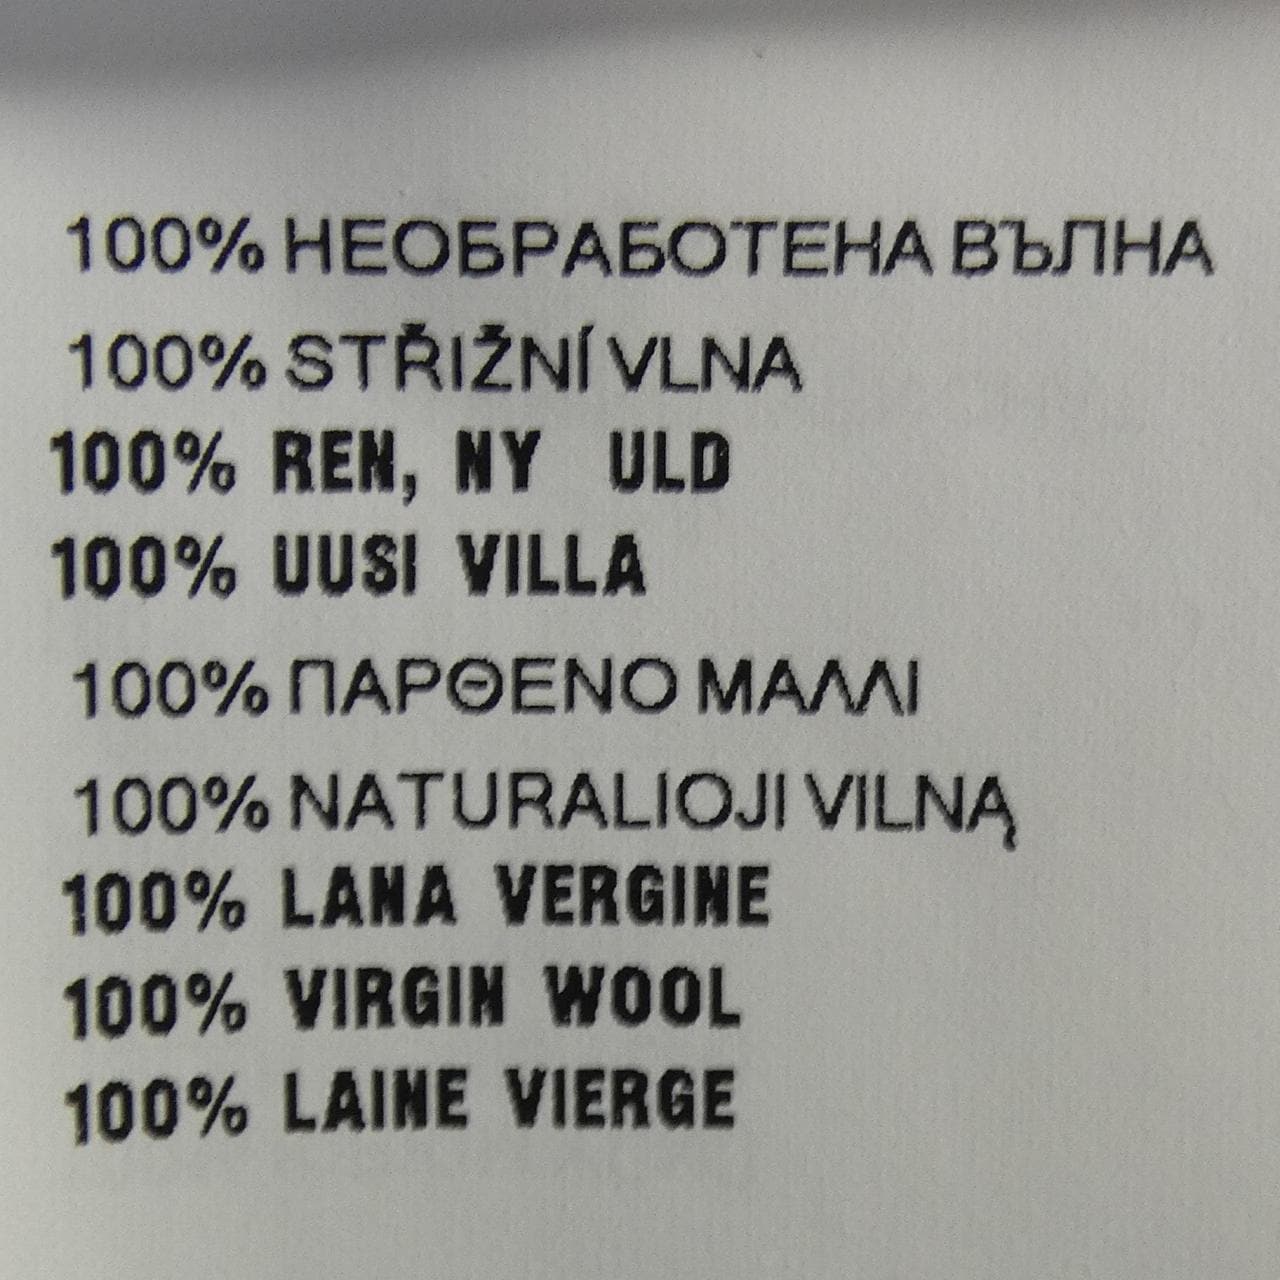 100% НЕОБРАБОТЕНА ВЪЛНА
100% STŘIŽNÍ VLNA
100% REN, NY ULD
100% UUSI VILLA
100% ΠΑΡΘΕΝΟ ΜΑΛΛΙ
100% NATURALIOJI VILNĄ
100% LANA VERGINE
100% VIRGIN WOOL
100% LAINE VIERGE